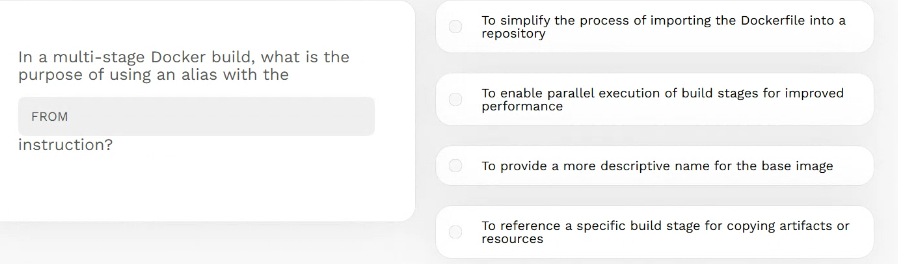 In a multi-stage Docker build, what is the
purpose of using an alias with the
FROM
instruction?
To simplify the process of importing the Dockerfile into a
repository
To enable parallel execution of build stages for improved
performance
To provide a more descriptive name for the base image
To reference a specific build stage for copying artifacts or
resources